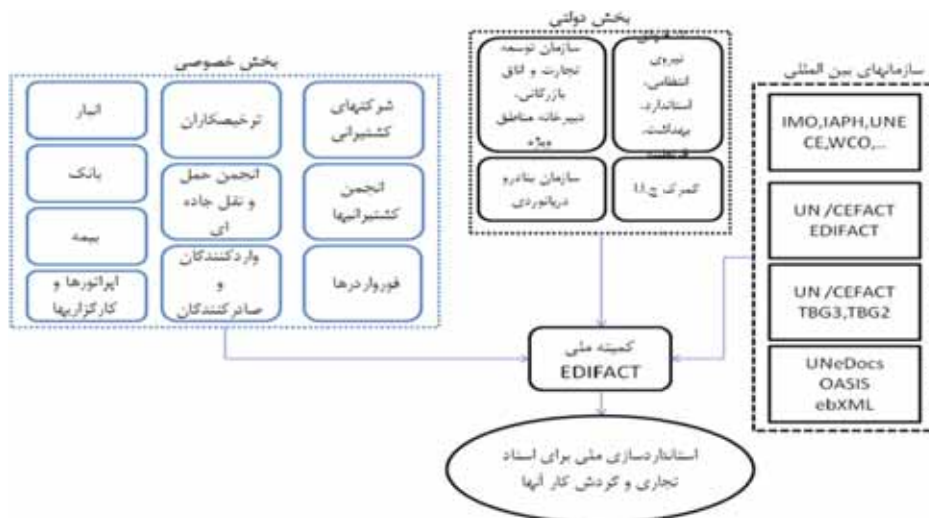 بخش دولتی
سازمان توسعه
تجارت و اتاق
بازرگانی،
دبیرخانه مناطق
ویژه
نیروی
انتظامی،
استاندارد،
بهداشت،
سازمان بنادر و
دریانوردی
گمرک ج.ا.ا
بخش خصوصی
شرکتهای
کشتیرانی
ترخیصکاران
انبار
انجمن
کشتیرانیها
انجمن حمل
و نقل جاده
ای
بانک
بیمه
فورواردرها
واردکنندگان
و
صادرکنندگان
اپراتورها و
کارگزاریها
سازمانهای بین المللی
IMO,IAPH,UNE
CE,WCO,..
UN /CEFACT
EDIFACT
UN /CEFACT
TBG3,TBG2
UNeDocs
OASIS
ebXML
کمیته ملی
EDIFACT
استانداردسازی ملی برای اسناد
تجاری و گردش کار آنها